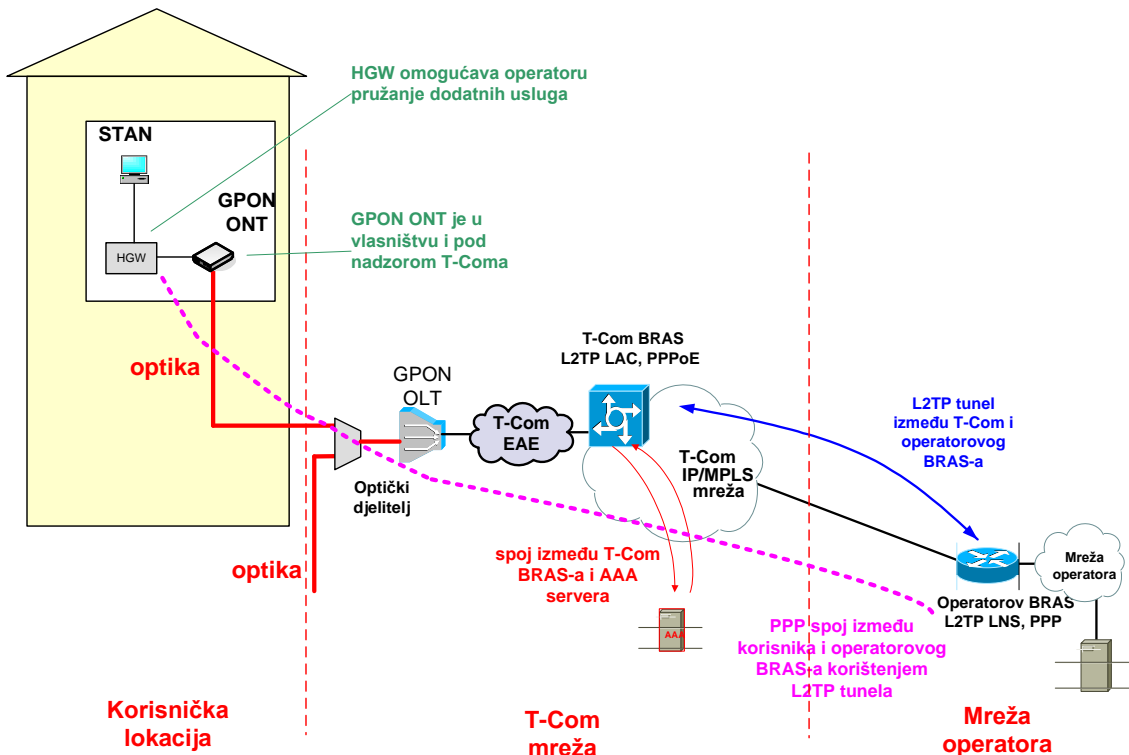 HGW omogućava operatoru
pružanje dodatnih usluga
STAN
GPON
ONT
HGW
GPON ONT je u
vlasništvu i pod
nadzorom T-Coma
optika
GPON
OLT
T-Com BRAS
L2TP LAC, PPPoE
T-Com
EAE
Optički
djelitelj
T-Com
IP/MPLS
mreža
L2TP tunel
između T-Com i
operatorovog
BRAS-a
optika
spoj između T-Com
BRAS-a i AAA
servera
AAA
Mreža
operatora
Operatorov BRAS
L2TP LNS, PPP
PPP spoj između
korisnika i operatorovog
BRAS-a korištenjem
L2TP tunela
Korisnička
lokacija
T-Com
mreža
Mreža
operatora